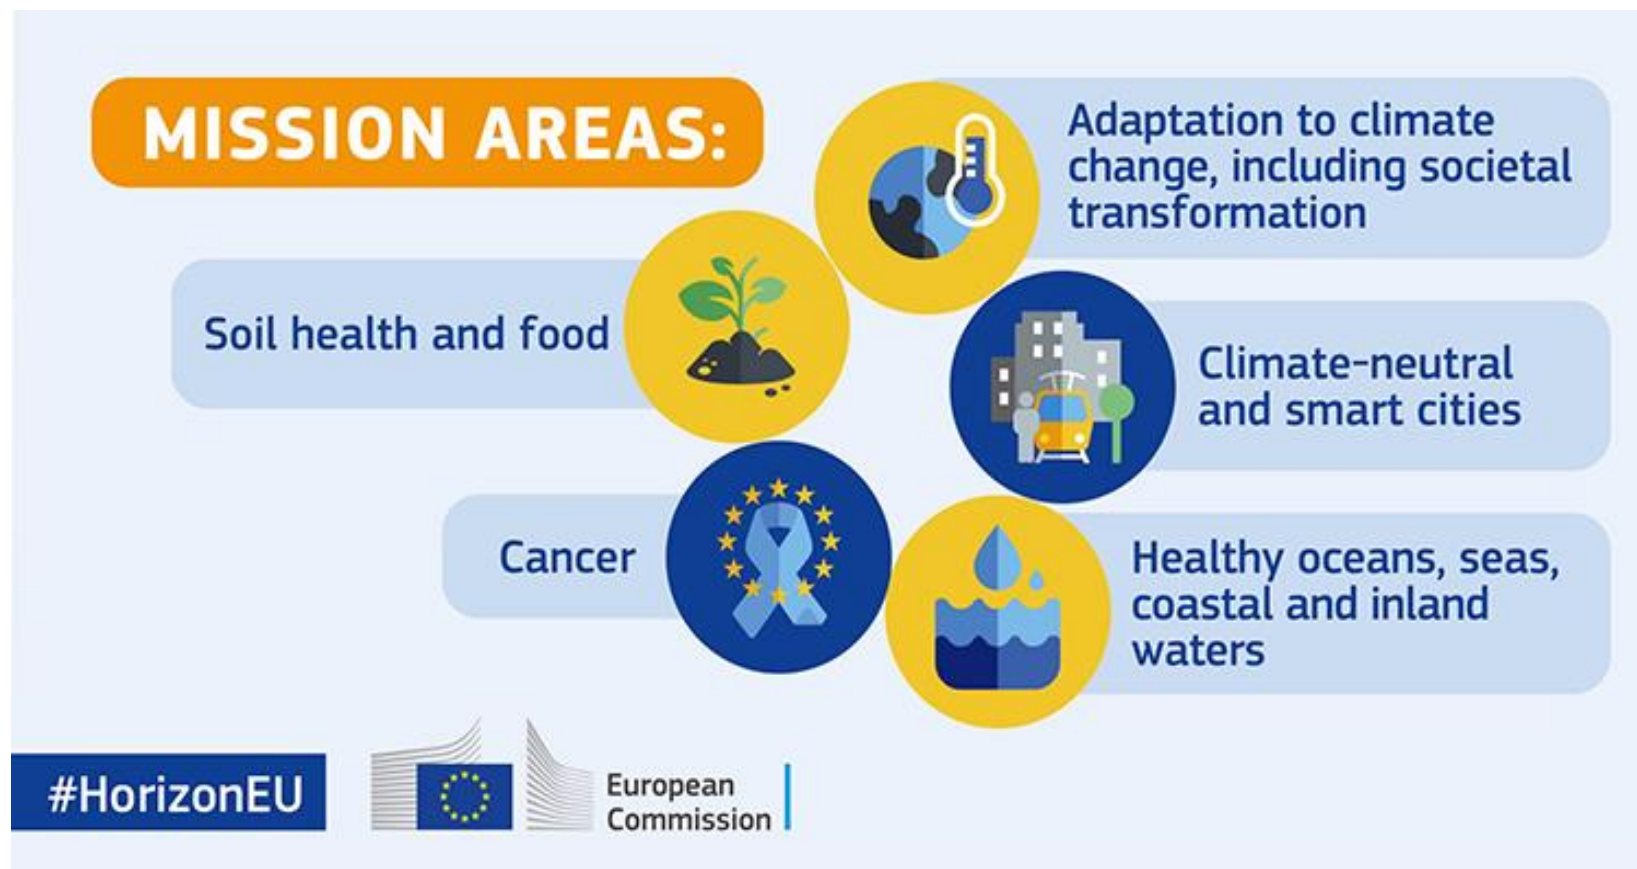 MISSION AREAS:
Adaptation to climate
change, including societal
transformation
Soil health and food
Climate-neutral
and smart cities
Cancer
Healthy oceans, seas,
coastal and inland
waters
#HorizonEU
European
Commission